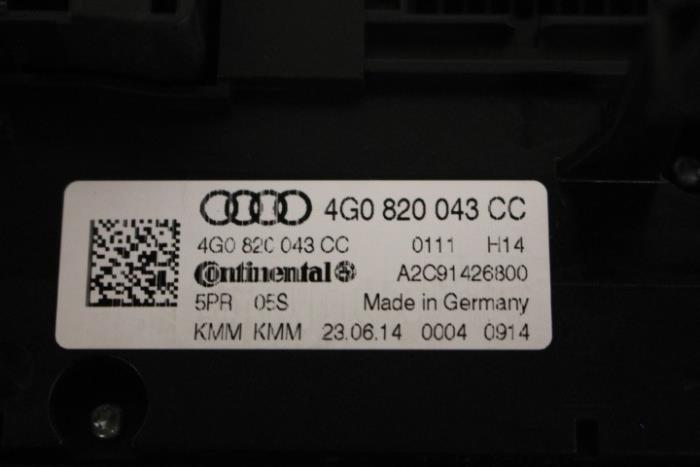 4G0 820 043 CC
4G0 820 043 CC 0111 H14
Continental A2C91426800
5PR 05S Made in Germany
KMM KMM 23.06.14 0004 0914